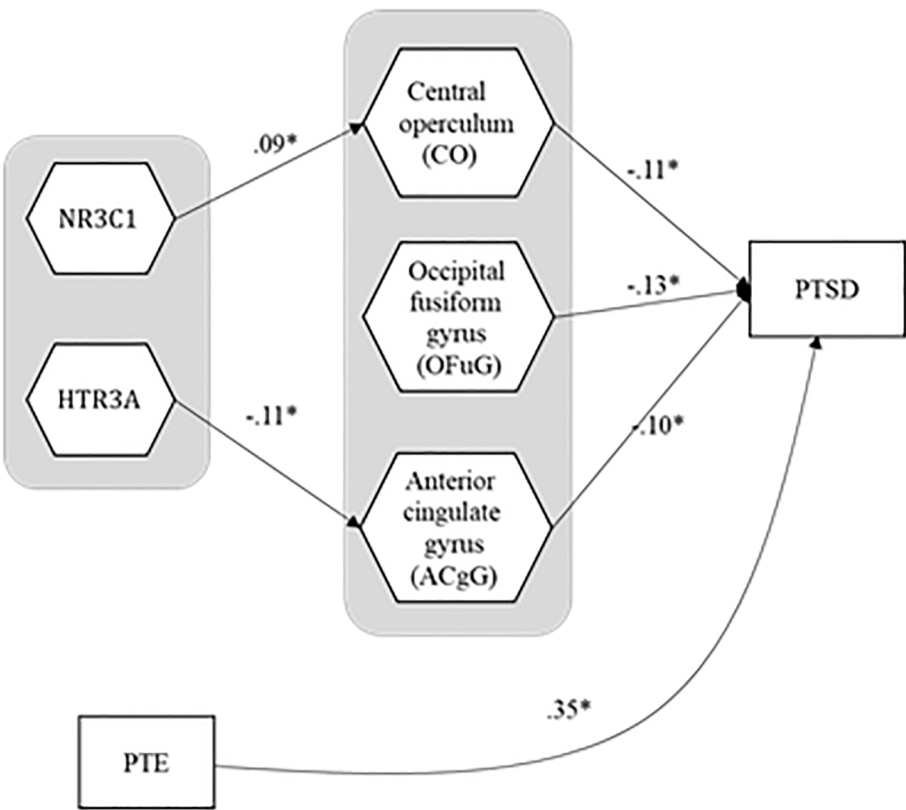 NR3C1
HTR3A
.09*
-.11*
Central
operculum
(CO)
Occipital
fusiform
gyrus
(OFuG)
Anterior
cingulate
gyrus
(ACgG)
-.11*
-.13*
-.10*
PTSD
PTE
.35*